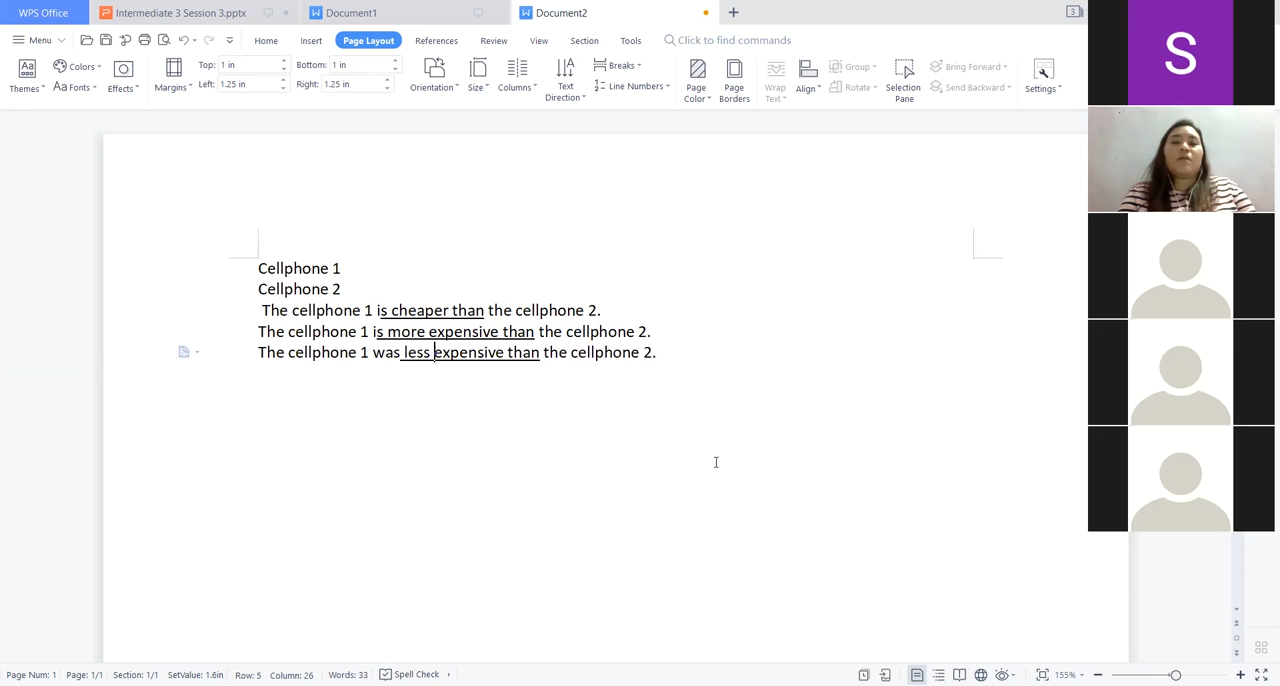 WPS Office Intermediate 3 Session 3.pptx Document1 Document2 3
Menu Home Insert Page Layout References Review View Section Tools Click to find commands
Themes Colors Fonts Effects Margins Top: 1 in Bottom: 1 in Left: 1.25 in Right: 1.25 in Orientation Size Columns Text Direction Breaks Line Numbers Page Color Page Borders Wrap Text Align Group Rotate Selection Pane Bring Forward Send Backward Settings
S
Cellphone 1
Cellphone 2
The cellphone 1 is cheaper than the cellphone 2.
The cellphone 1 is more expensive than the cellphone 2.
The cellphone 1 was less expensive than the cellphone 2.
Page Num: 1 Page: 1/1 Section: 1/1 SetValue: 1.6in Row: 5 Column: 26 Words: 33 Spell Check 155%